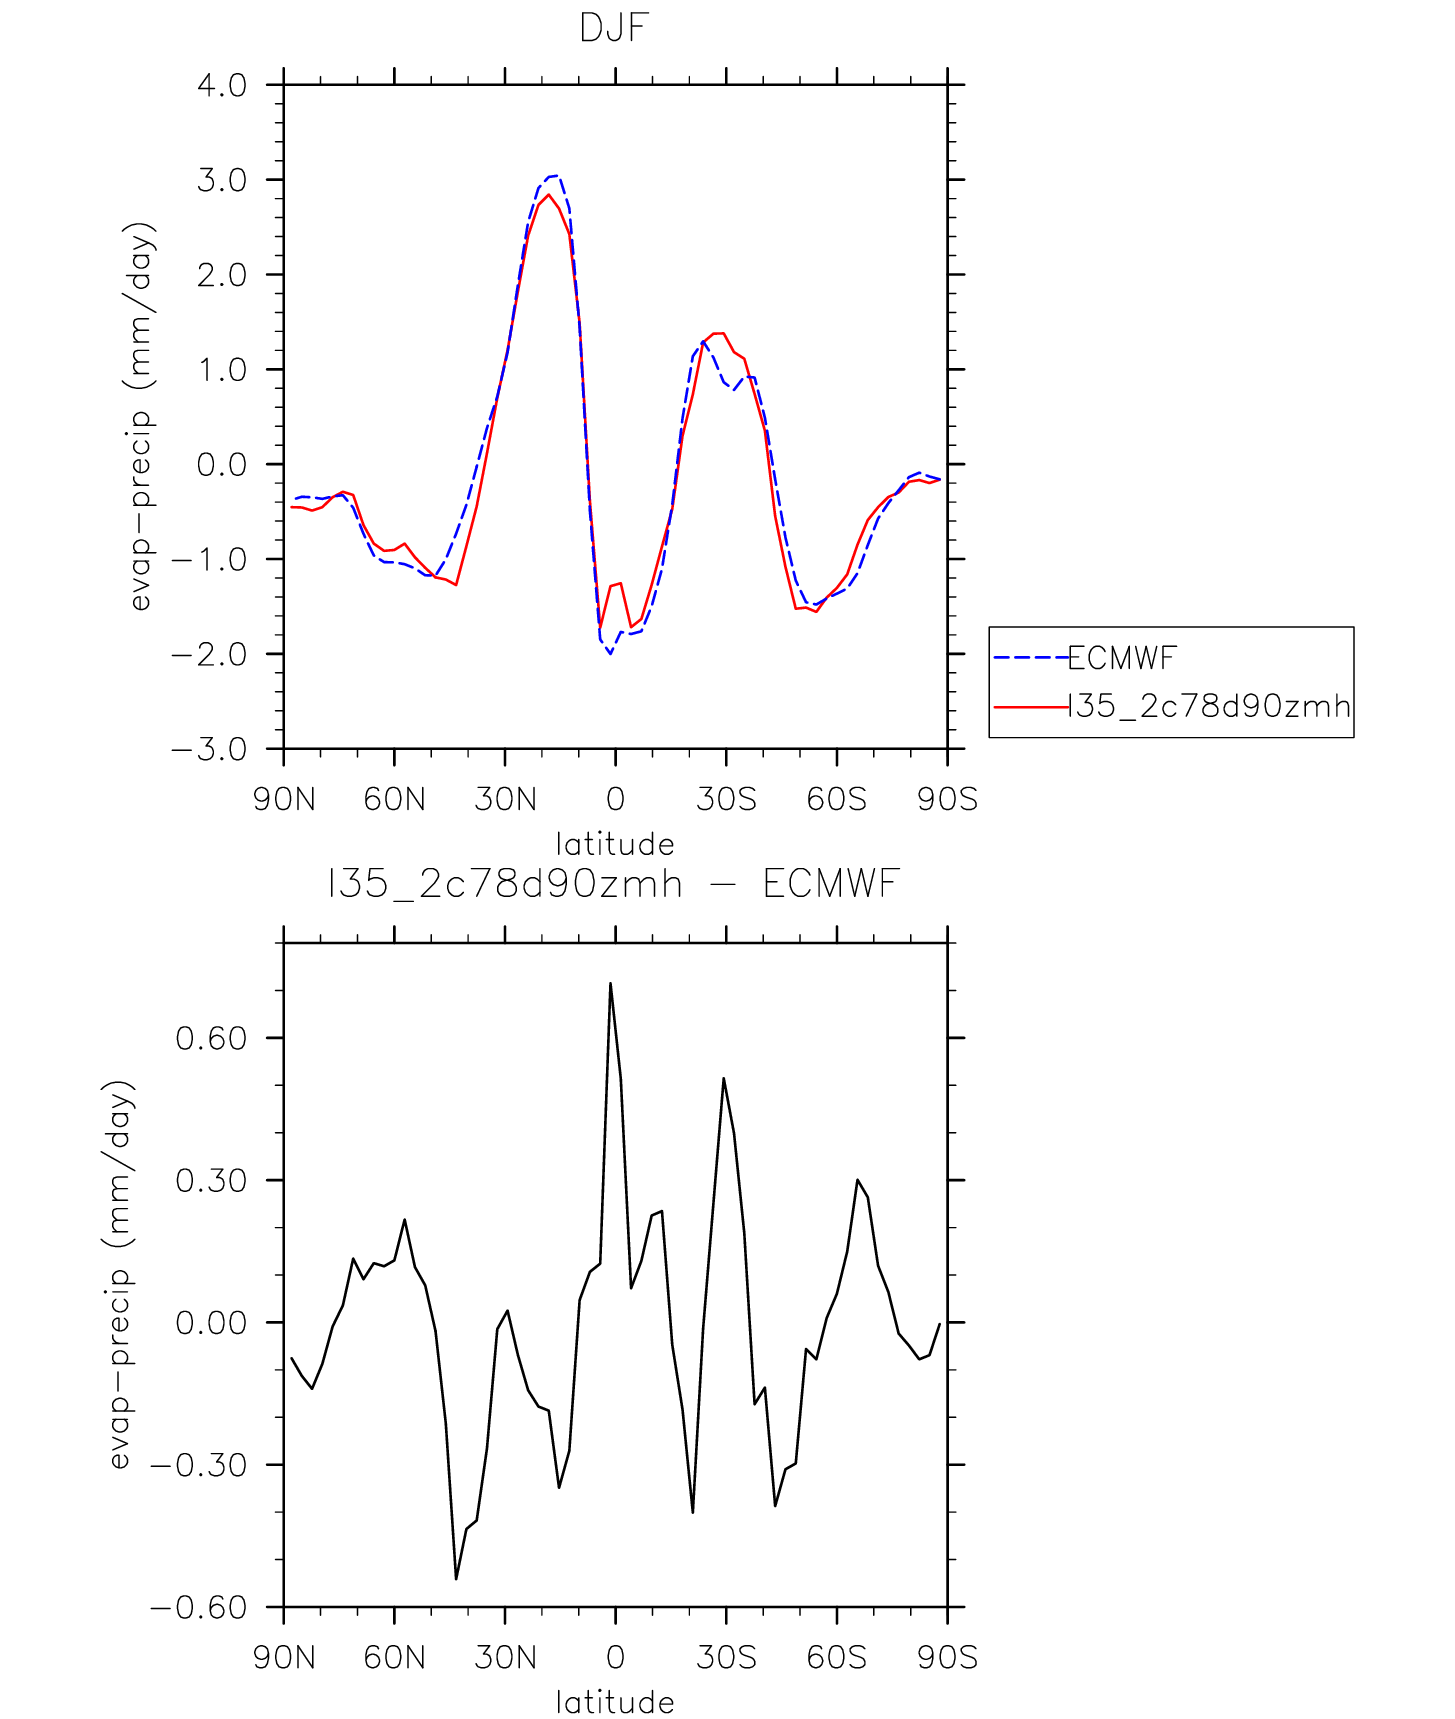 DJF
4.0
3.0
2.0
1.0
0.0
−1.0
−2.0
−3.0
evap−precip (mm/day)
90N 60N 30N 0 30S 60S 90S
latitude
ECMWF
I35_2c78d90zmh
I35_2c78d90zmh − ECMWF
0.60
0.30
0.00
−0.30
−0.60
evap−precip (mm/day)
90N 60N 30N 0 30S 60S 90S
latitude